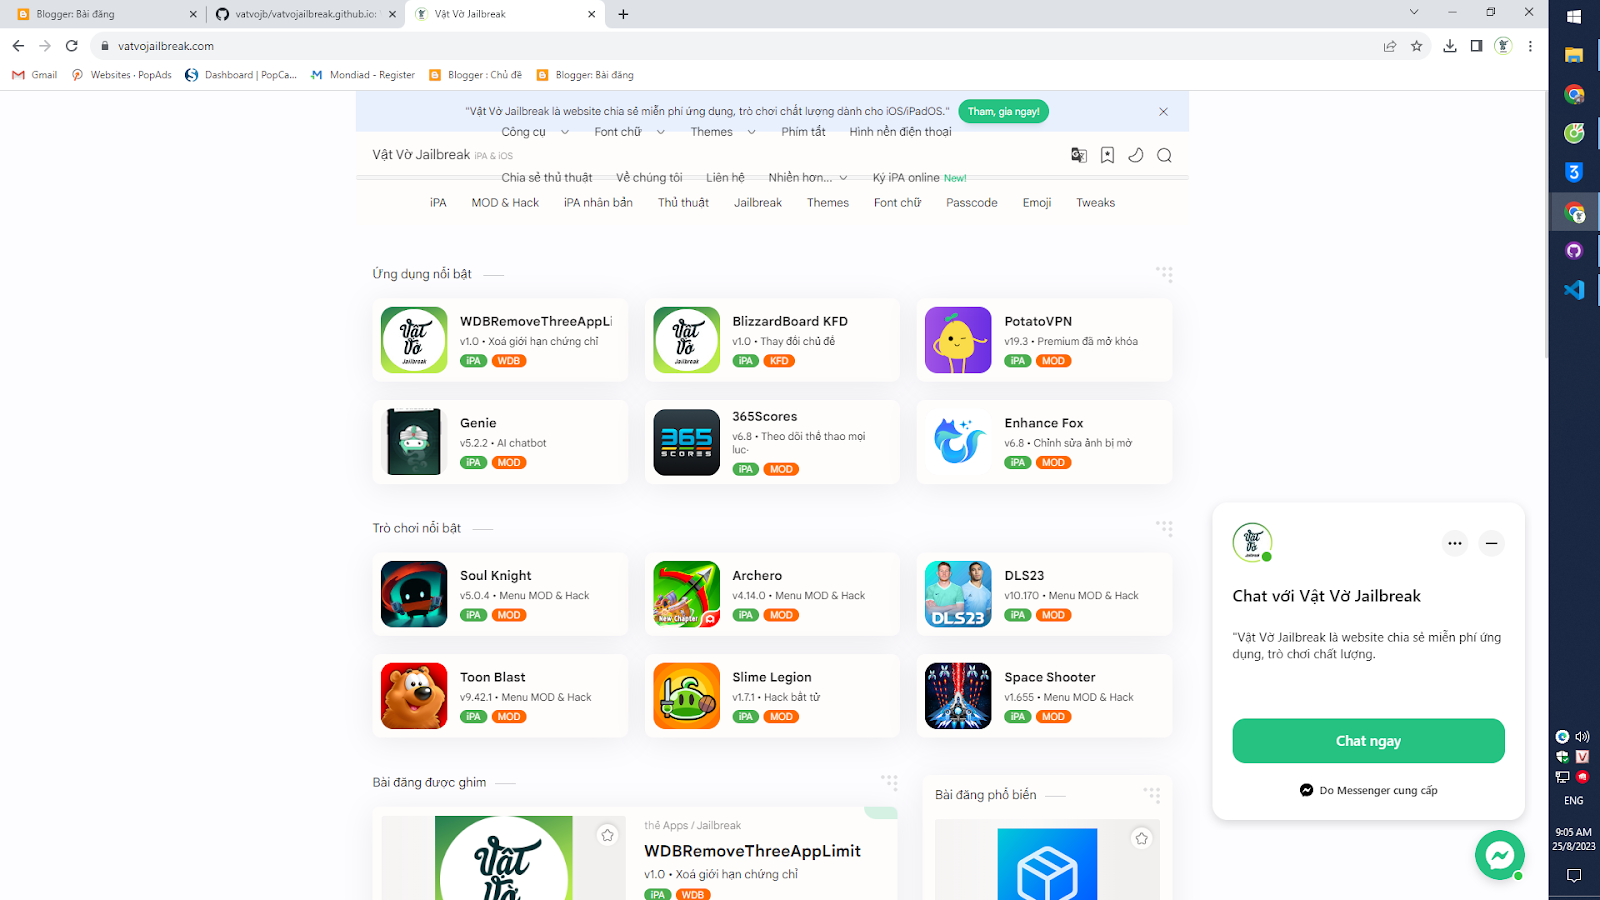 Blogger: Bài đăng
vatvojb/vatvojailbreak.github.io:
Vật Vờ Jailbreak
vatvojailbreak.com
Gmail
Websites · PopAds
Dashboard | PopCa...
Mondiad - Register
Blogger : Chủ đề
Blogger: Bài đăng
"Vật Vờ Jailbreak là website chia sẻ miễn phí ứng dụng, trò chơi chất lượng dành cho iOS/iPadOS."
Tham, gia ngay!
Công cụ
Font chữ
Themes
Phím tắt
Hình nền điện thoại
Vật Vờ Jailbreak iPA & iOS
Chia sẻ thủ thuật
Về chúng tôi
Liên hệ
Nhiền hơn...
Ký iPA online New!
iPA
MOD & Hack
iPA nhân bản
Thủ thuật
Jailbreak
Themes
Font chữ
Passcode
Emoji
Tweaks
Ứng dụng nổi bật
WDBRemoveThreeAppLi
v1.0 • Xoá giới hạn chứng chỉ
iPA WDB
BlizzardBoard KFD
v1.0 • Thay đổi chủ đề
iPA KFD
PotatoVPN
v19.3 • Premium đã mở khóa
iPA MOD
Genie
v5.2.2 • AI chatbot
iPA MOD
365 SCORES
365Scores
v6.8 • Theo dõi thể thao mọi
lúc·
iPA MOD
Enhance Fox
v6.8 • Chỉnh sửa ảnh bị mờ
iPA MOD
Trò chơi nổi bật
Soul Knight
v5.0.4 • Menu MOD & Hack
iPA MOD
New Chapter
Archero
v4.14.0 • Menu MOD & Hack
iPA MOD
DLS23
DLS23
v10.170 • Menu MOD & Hack
iPA MOD
Toon Blast
v9.42.1 • Menu MOD & Hack
iPA MOD
Slime Legion
v1.7.1 • Hack bất tử
iPA MOD
Space Shooter
v1.655 • Menu MOD & Hack
iPA MOD
Bài đăng được ghim
Vật Vờ
thẻ Apps / Jailbreak
WDBRemoveThreeAppLimit
v1.0 • Xoá giới hạn chứng chỉ
iPA WDB
Bài đăng phổ biến
Chat với Vật Vờ Jailbreak
"Vật Vờ Jailbreak là website chia sẻ miễn phí ứng
dụng, trò chơi chất lượng.
Chat ngay
Do Messenger cung cấp
ENG
9:05 AM
25/8/2023